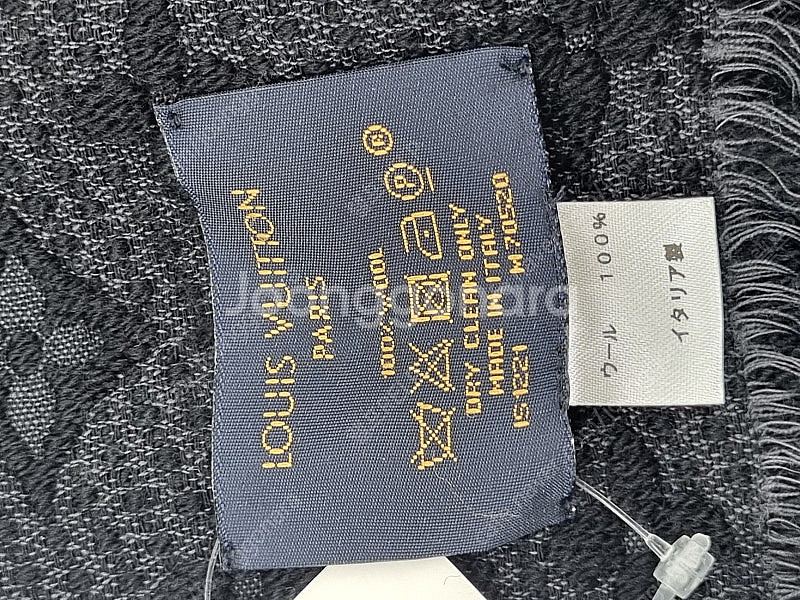 LOUIS VUITTON
PARIS
100% WOOL
DRY CLEAN ONLY
MADE IN ITALY
IS1221 M70520
ウール 100%
イタリア製